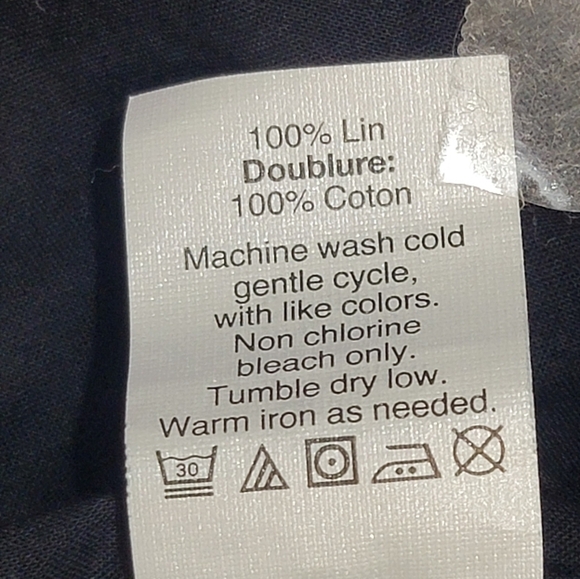 100% Lin
Doublure:
100% Coton
Machine wash cold
gentle cycle,
with like colors.
Non chlorine
bleach only.
Tumble dry low.
Warm iron as needed.
30